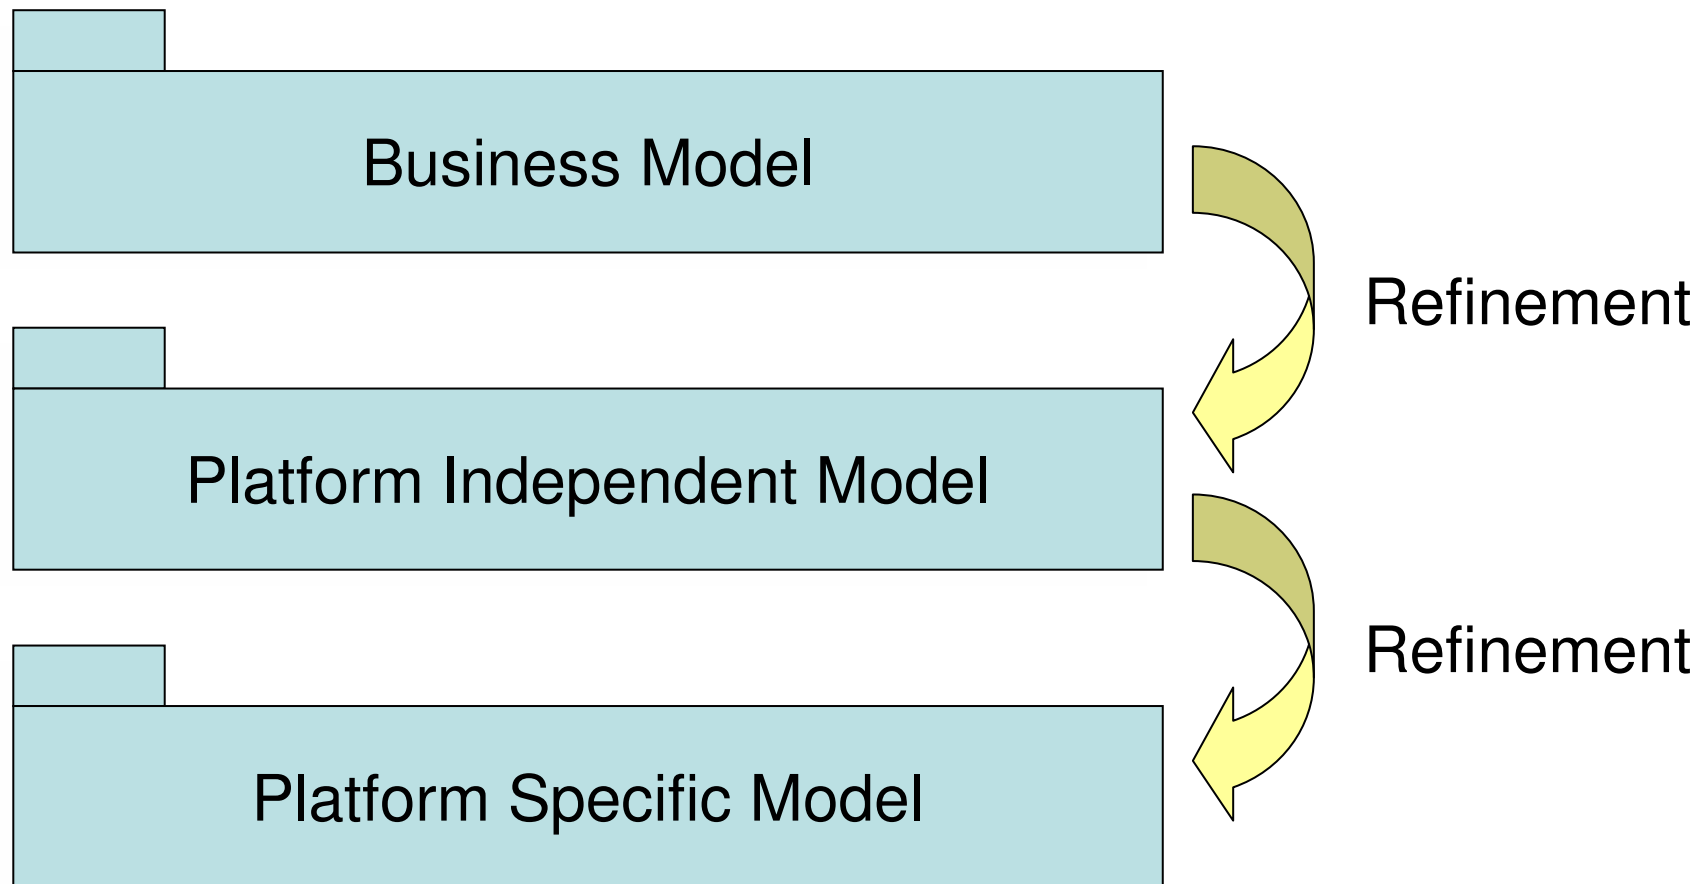 Business Model
Refinement
Platform Independent Model
Refinement
Platform Specific Model